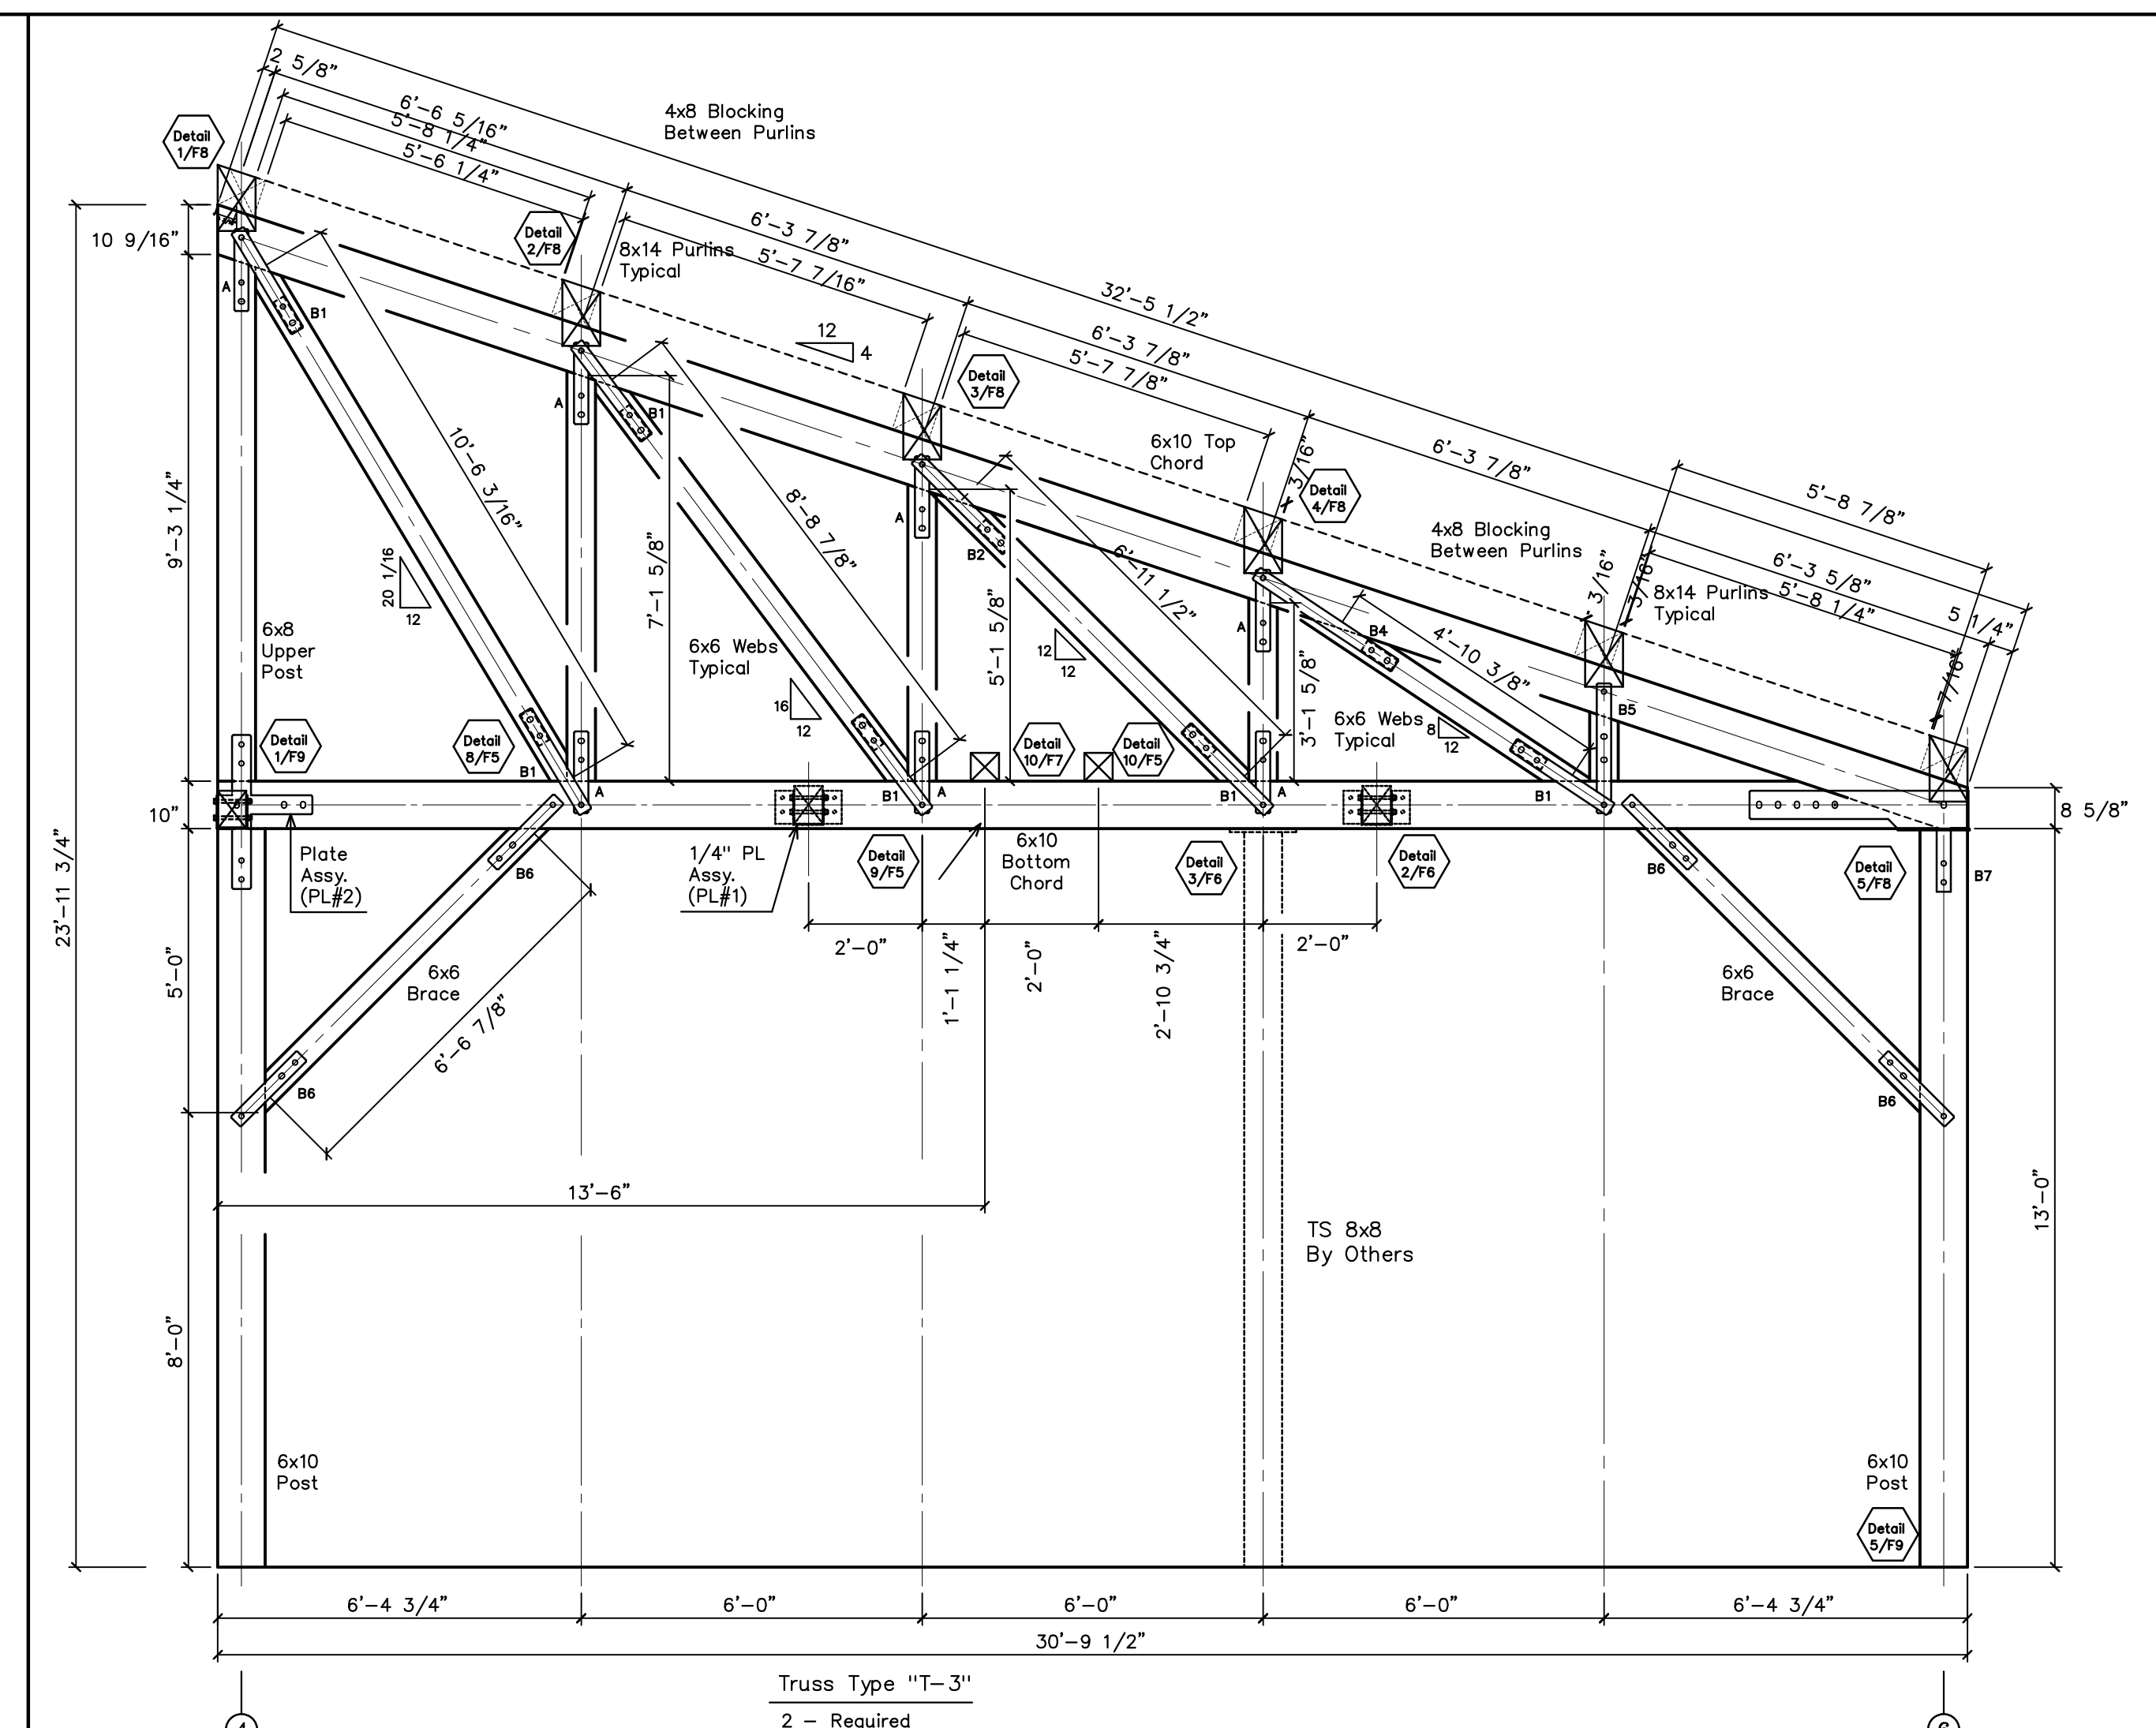 2 5/8"
6'-6 5/16"
5'-8 1/4"
5'-6 1/4"
4x8 Blocking
Between Purlins
Detail
1/F8
10 9/16"
A
B1
Detail
2/F8
8x14 Purlins
Typical
6'-3 7/8"
5'-7 7/16"
32'-5 1/2"
12
4
6'-3 7/8"
5'-7 7/8"
Detail
3/F8
A
B1
6x10 Top
Chord
3/16"
Detail
4/F8
6'-3 7/8"
5'-8 7/8"
4x8 Blocking
Between Purlins
3/16"
3/16"
8x14 Purlins
Typical
6'-3 5/8"
5'-8 1/4"
5 1/4"
7/16"
9'-3 1/4"
10'-6 3/16"
20 1/16
12
8'-8 7/8"
A
B2
6'-11 1/2"
7'-1 5/8"
5'-1 5/8"
12
12
A
B4
4'-10 3/8"
3'-1 5/8"
6x8
Upper
Post
6x6 Webs
Typical
16
12
6x6 Webs
Typical
8
12
B5
Detail
1/F9
Detail
8/F5
B1
A
Detail
10/F7
Detail
10/F5
B1
A
B1
A
B1
10"
8 5/8"
23'-11 3/4"
Plate
Assy.
(PL#2)
B6
1/4" PL
Assy.
(PL#1)
Detail
9/F5
6x10
Bottom
Chord
Detail
3/F6
Detail
2/F6
B6
Detail
5/F8
B7
2'-0"
1'-1 1/4"
2'-0"
2'-10 3/4"
2'-0"
5'-0"
6x6
Brace
6'-6 7/8"
B6
6x6
Brace
B6
13'-6"
13'-0"
TS 8x8
By Others
8'-0"
6x10
Post
6x10
Post
Detail
5/F9
6'-4 3/4"
6'-0"
6'-0"
6'-0"
6'-4 3/4"
30'-9 1/2"
Truss Type "T-3"
2 - Required